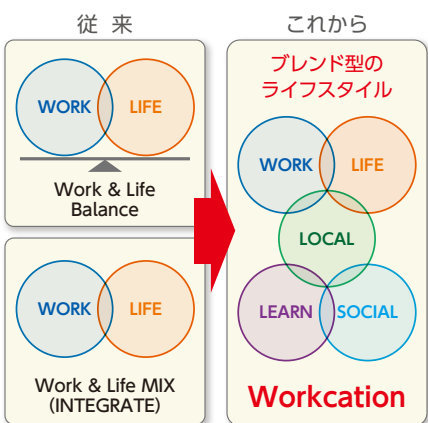 従来
WORK LIFE
Work & Life
Balance
WORK LIFE
Work & Life MIX
(INTEGRATE)
これから
ブレンド型の
ライフスタイル
WORK LIFE
LOCAL
LEARN SOCIAL
Workcation